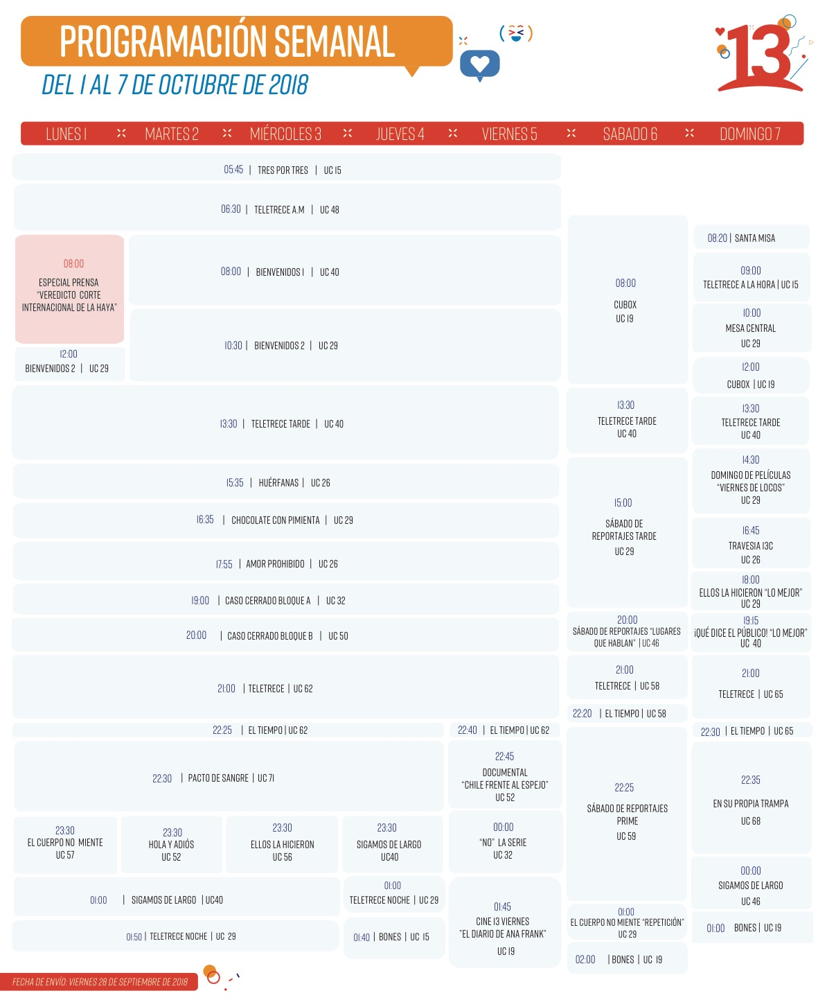 PROGRAMACIÓN SEMANAL
DEL 1 AL 7 DE OCTUBRE DE 2018
13
LUNES 1 MARTES 2 MIÉRCOLES 3 JUEVES 4 VIERNES 5 SABADO 6 DOMINGO 7
05:45 | TRES POR TRES | UC 15
06:30 | TELETRECE A.M | UC 48
08:00
ESPECIAL PRENSA
“VEREDICTO CORTE
INTERNACIONAL DE LA HAYA”
12:00
BIENVENIDOS 2 | UC 29
08:00 | BIENVENIDOS 1 | UC 40
10:30 | BIENVENIDOS 2 | UC 29
13:30 | TELETRECE TARDE | UC 40
15:35 | HUÉRFANAS | UC 26
16:35 | CHOCOLATE CON PIMIENTA | UC 29
17:55 | AMOR PROHIBIDO | UC 26
19:00 | CASO CERRADO BLOQUE A | UC 32
20:00 | CASO CERRADO BLOQUE B | UC 50
21:00 | TELETRECE | UC 62
22:25 | EL TIEMPO | UC 62
22:30 | PACTO DE SANGRE | UC 71
23:30
EL CUERPO NO MIENTE
UC 57
23:30
HOLA Y ADIÓS
UC 52
23:30
ELLOS LA HICIERON
UC 56
23:30
SIGAMOS DE LARGO
UC40
01:00 | SIGAMOS DE LARGO | UC40
01:50 | TELETRECE NOCHE | UC 29
01:00
TELETRECE NOCHE | UC 29
01:40 | BONES | UC 15
22:40 | EL TIEMPO | UC 62
22:45
DOCUMENTAL
“CHILE FRENTE AL ESPEJO”
UC 52
00:00
“NO” LA SERIE
UC 32
01:45
CINE 13 VIERNES
”EL DIARIO DE ANA FRANK”
UC 19
08:00
CUBOX
UC 19
13:30
TELETRECE TARDE
UC 40
15:00
SÁBADO DE
REPORTAJES TARDE
UC 29
20:00
SÁBADO DE REPORTAJES “LUGARES
QUE HABLAN” | UC 46
21:00
TELETRECE | UC 58
22:20 | EL TIEMPO | UC 58
22:25
SÁBADO DE REPORTAJES
PRIME
UC 59
01:00
EL CUERPO NO MIENTE “REPETICIÓN”
UC 29
02:00 | BONES | UC 19
08:20 | SANTA MISA
09:00
TELETRECE A LA HORA | UC 15
10:00
MESA CENTRAL
UC 29
12:00
CUBOX | UC 19
13:30
TELETRECE TARDE
UC 40
14:30
DOMINGO DE PELÍCULAS
“VIERNES DE LOCOS”
UC 29
16:45
TRAVESIA 13C
UC 26
18:00
ELLOS LA HICIERON “LO MEJOR”
UC 29
19:15
¡QUÉ DICE EL PÚBLICO! “LO MEJOR”
UC 40
21:00
TELETRECE | UC 65
22:30 | EL TIEMPO | UC 65
22:35
EN SU PROPIA TRAMPA
UC 68
00:00
SIGAMOS DE LARGO
UC 46
01:00 BONES | UC 19
FECHA DE ENVÍO: VIERNES 28 DE SEPTIEMBRE DE 2018